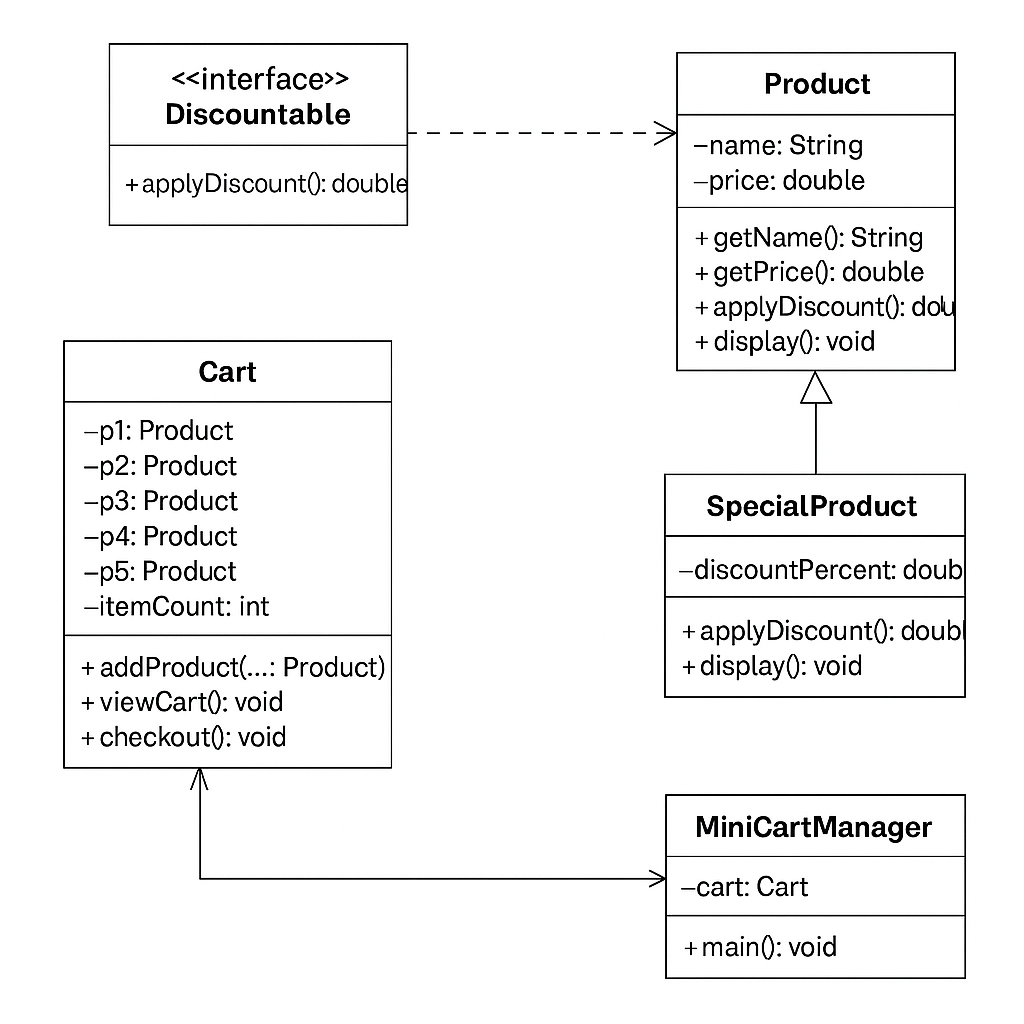 <<interface>>
Discountable
+applyDiscount(): double
Product
–name: String
–price: double
+getName(): String
+getPrice(): double
+applyDiscount(): dou
+display(): void
Cart
–p1: Product
–p2: Product
–p3: Product
–p4: Product
–p5: Product
–itemCount: int
+addProduct(...: Product)
+viewCart(): void
+checkout(): void
SpecialProduct
–discountPercent: doub
+applyDiscount(): doubl
+display(): void
MiniCartManager
–cart: Cart
+main(): void